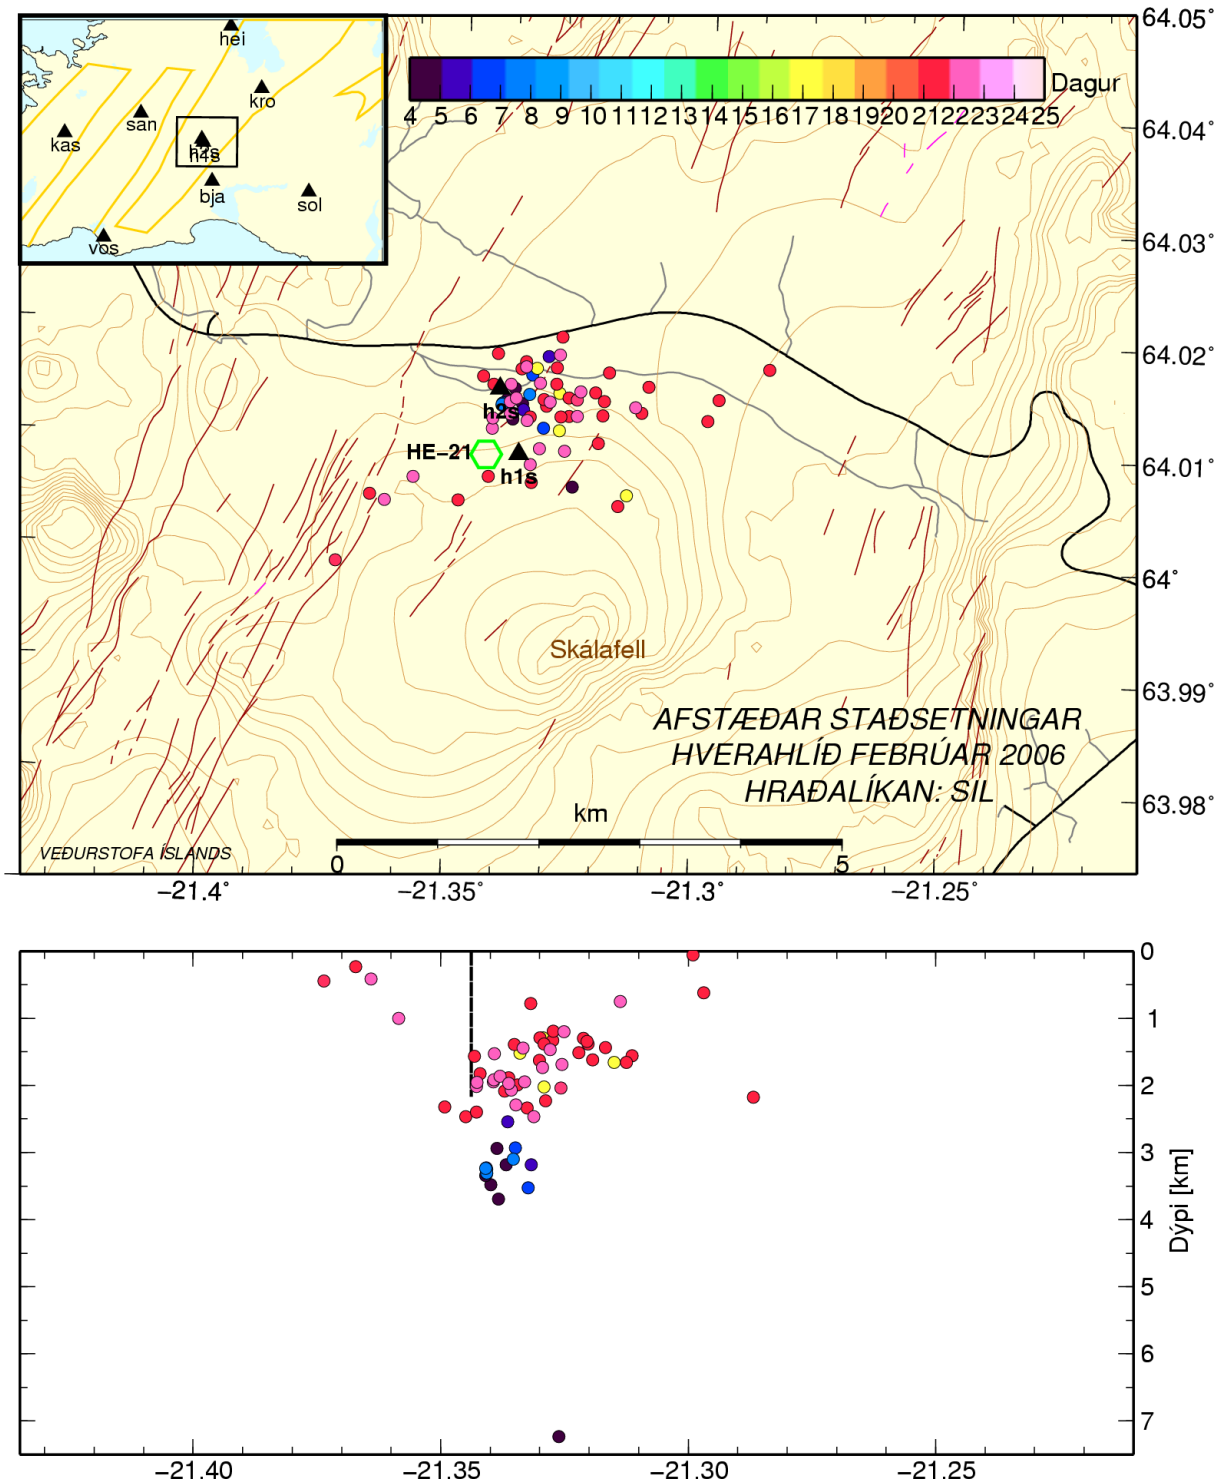 64.05°
hei
kro
san
kas
h2s
h4s
bja
sol
vos
Dagur
4 5 6 7 8 9 10 11 12 13 14 15 16 17 18 19 20 21 22 23 24 25
64.04°
64.03°
64.02°
h2s
HE−21
h1s
64.01°
64°
Skálafell
63.99°
AFSTÆÐAR STAÐSETNINGAR
HVERAHLÍÐ FEBRÚAR 2006
HRAÐALÍKAN: SIL
63.98°
km
0 5
VEÐURSTOFA ÍSLANDS
−21.4° −21.35° −21.3° −21.25°
0
1
2
3
4
5
6
7
Dýpi [km]
−21.40 −21.35 −21.30 −21.25